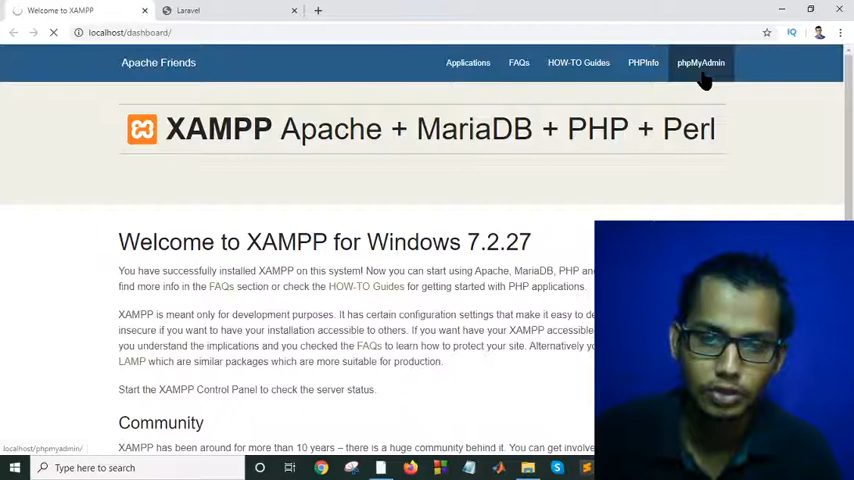 Welcome to XAMPP
Laravel
localhost/dashboard/
Apache Friends
Applications
FAQs
HOW-TO Guides
PHPInfo
phpMyAdmin
XAMPP Apache + MariaDB + PHP + Perl
Welcome to XAMPP for Windows 7.2.27
You have successfully installed XAMPP on this system! Now you can start using Apache, MariaDB, PHP and
find more info in the FAQs section or check the HOW-TO Guides for getting started with PHP applications.
XAMPP is meant only for development purposes. It has certain configuration settings that make it easy to de
insecure if you want to have your installation accessible to others. If you want have your XAMPP accessible
you understand the implications and you checked the FAQs to learn how to protect your site. Alternatively yo
LAMP which are similar packages which are more suitable for production.
Start the XAMPP Control Panel to check the server status.
Community
localhost/phpmyadmin/
XAMPP has been around for more than 10 years – there is a huge community behind it. You can get involve
Type here to search